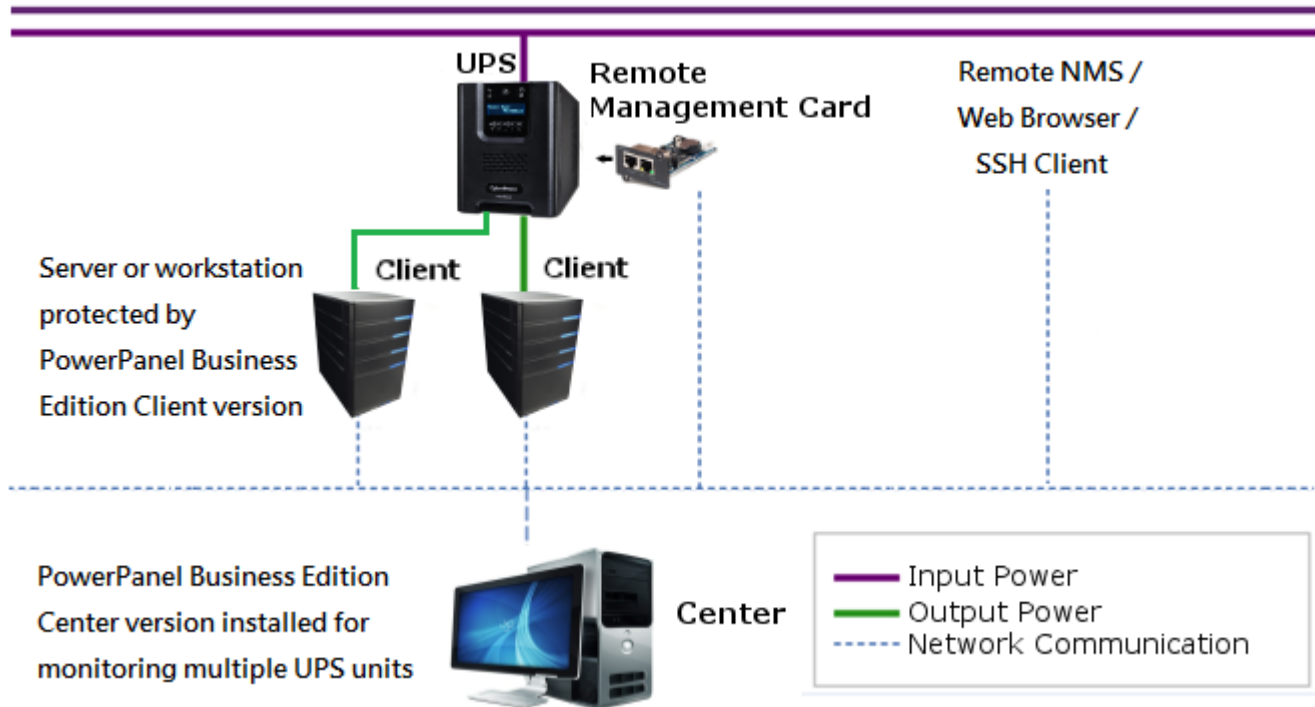 UPS
Remote
Management Card
Remote NMS /
Web Browser /
SSH Client
Server or workstation
protected by
PowerPanel Business
Edition Client version
Client
Client
PowerPanel Business Edition
Center version installed for
monitoring multiple UPS units
Center
Input Power
Output Power
Network Communication